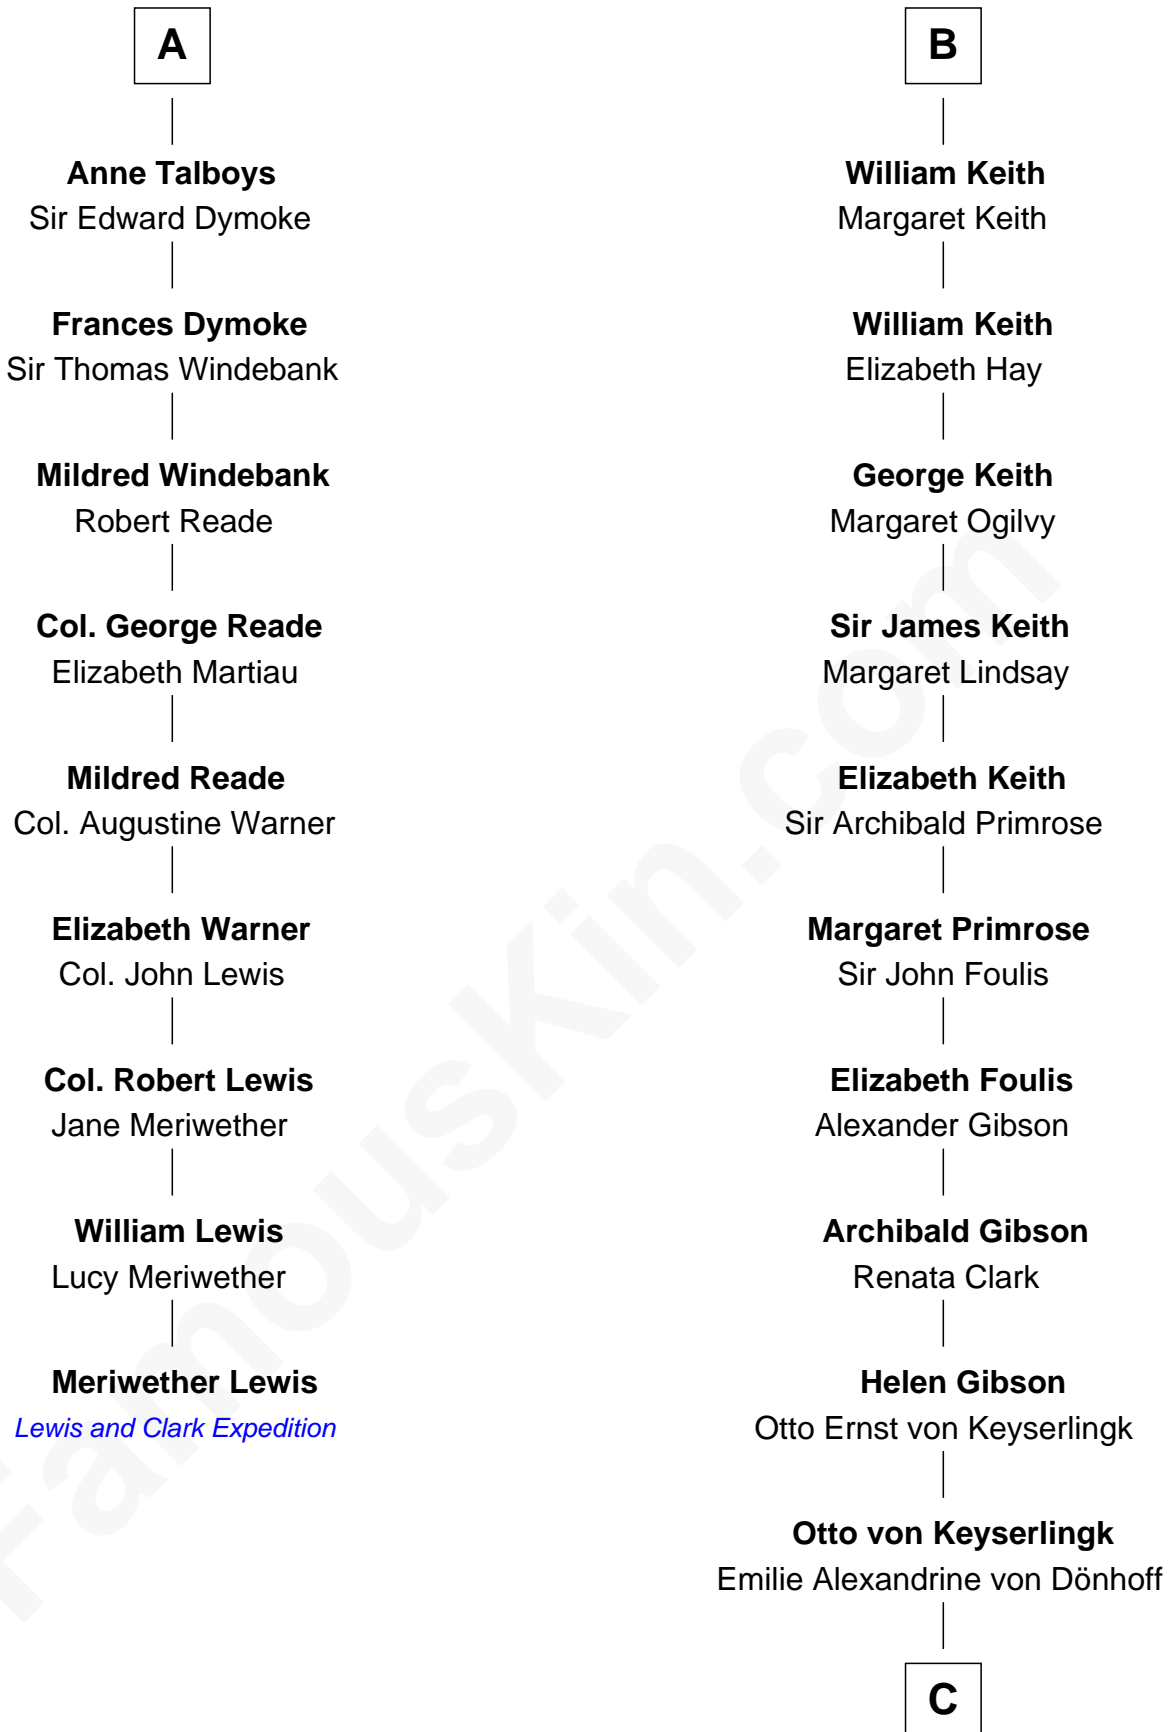 A
Anne Talboys
Sir Edward Dymoke
Frances Dymoke
Sir Thomas Windebank
Mildred Windebank
Robert Reade
Col. George Reade
Elizabeth Martiau
Mildred Reade
Col. Augustine Warner
Elizabeth Warner
Col. John Lewis
Col. Robert Lewis
Jane Meriwether
William Lewis
Lucy Meriwether
Meriwether Lewis
Lewis and Clark Expedition
B
William Keith
Margaret Keith
William Keith
Elizabeth Hay
George Keith
Margaret Ogilvy
Sir James Keith
Margaret Lindsay
Elizabeth Keith
Sir Archibald Primrose
Margaret Primrose
Sir John Foulis
Elizabeth Foulis
Alexander Gibson
Archibald Gibson
Renata Clark
Helen Gibson
Otto Ernst von Keyserlingk
Otto von Keyserlingk
Emilie Alexandrine von Dönhoff
C
FamousKin.com